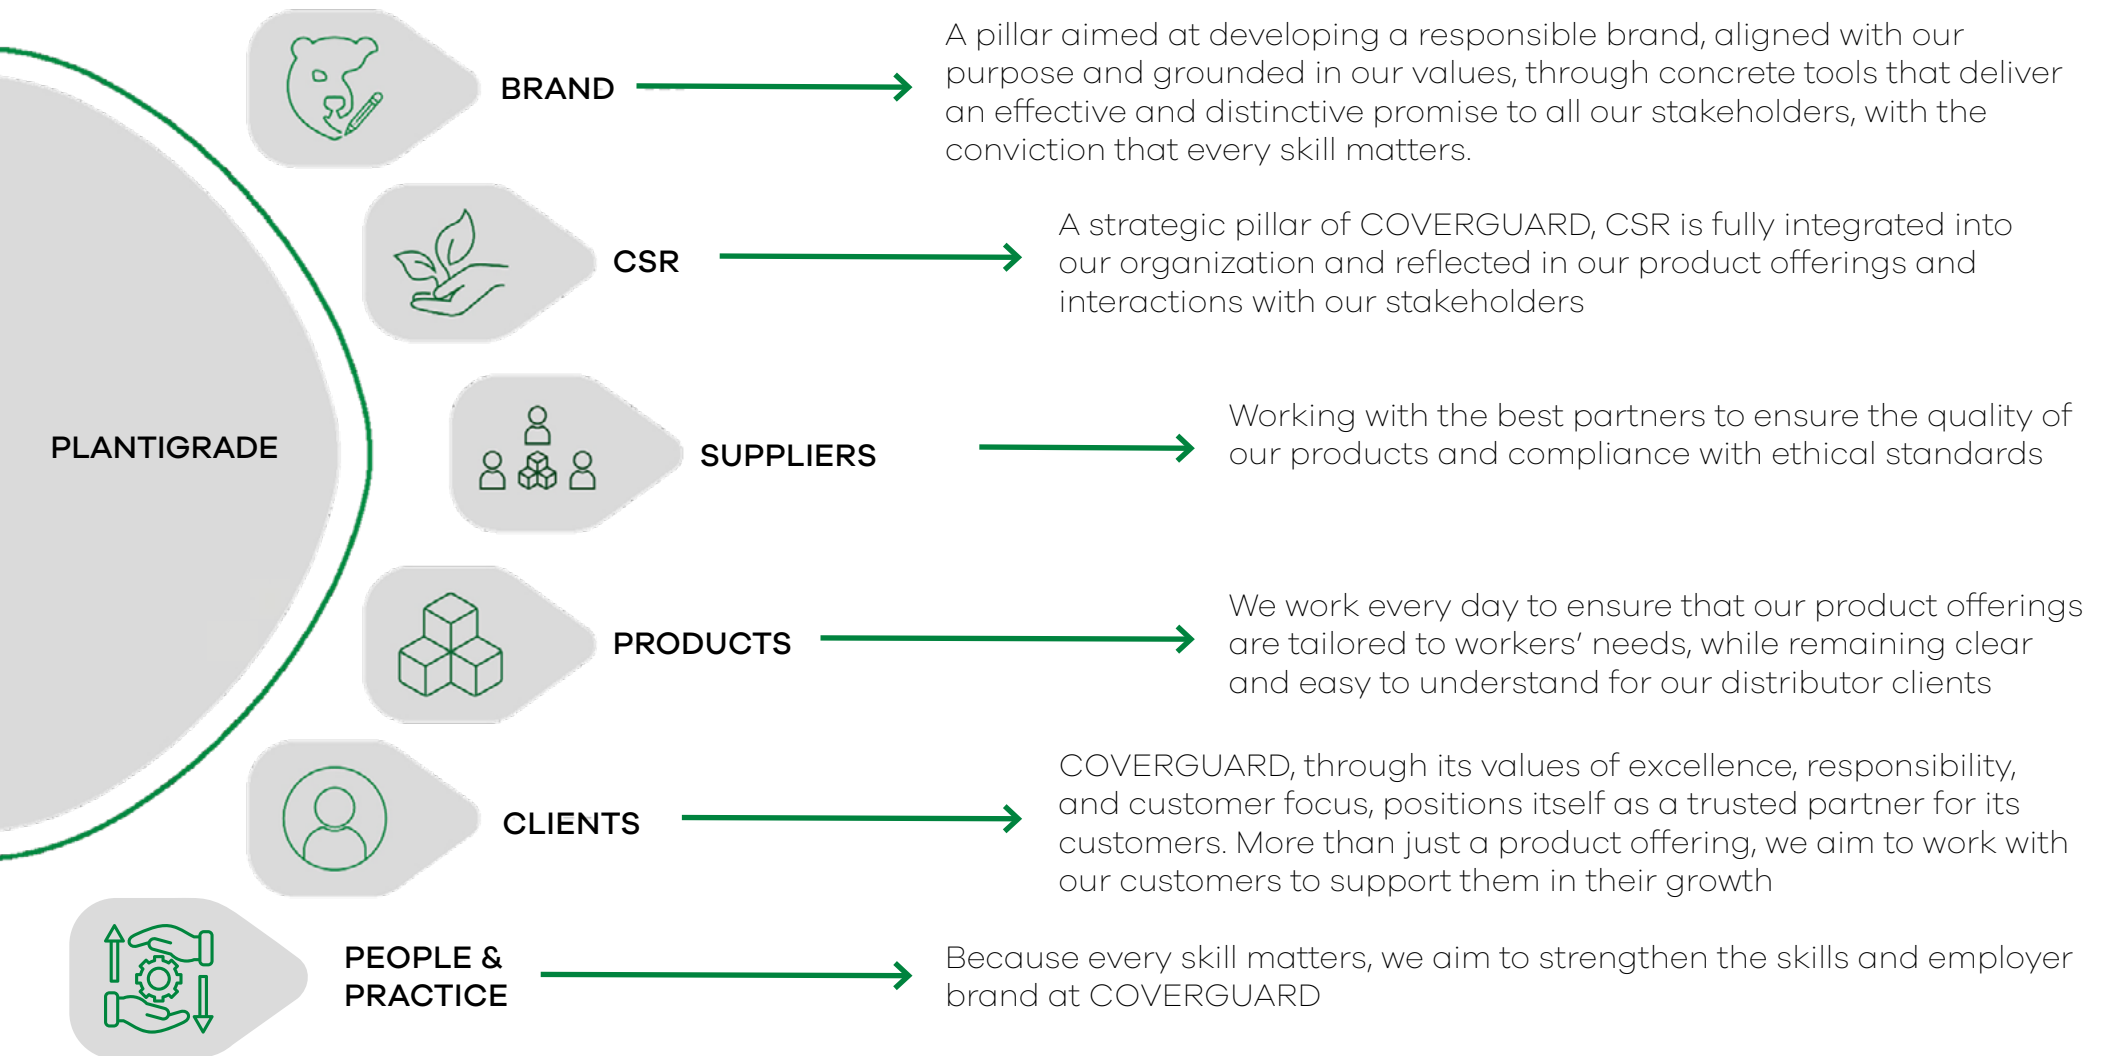 PLANTIGRADE
BRAND
A pillar aimed at developing a responsible brand, aligned with our
purpose and grounded in our values, through concrete tools that deliver
an effective and distinctive promise to all our stakeholders, with the
conviction that every skill matters.
CSR
A strategic pillar of COVERGUARD, CSR is fully integrated into
our organization and reflected in our product offerings and
interactions with our stakeholders
SUPPLIERS
Working with the best partners to ensure the quality of
our products and compliance with ethical standards
PRODUCTS
We work every day to ensure that our product offerings
are tailored to workers’ needs, while remaining clear
and easy to understand for our distributor clients
CLIENTS
COVERGUARD, through its values of excellence, responsibility,
and customer focus, positions itself as a trusted partner for its
customers. More than just a product offering, we aim to work with
our customers to support them in their growth
PEOPLE &
PRACTICE
Because every skill matters, we aim to strengthen the skills and employer
brand at COVERGUARD